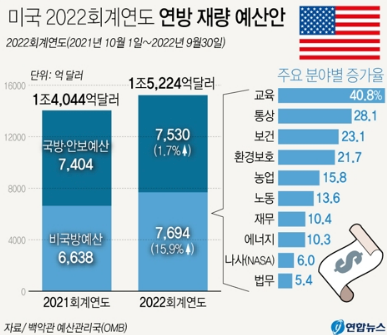 미국 2022회계연도 연방 재량 예산안
2022회계연도(2021년 10월 1일~2022년 9월30일)
단위: 억 달러
16000
12000
8000
4000
0
1조4,044억달러
국방·안보예산
7,404
비국방예산
6,638
2021회계연도
1조5,224억달러
7,530
(1.7%⬆)
7,694
(15.9%⬆)
2022회계연도
주요 분야별 증가율
교육 40.8%
통상 28.1
보건 23.1
환경보호 21.7
농업 15.8
노동 13.6
재무 10.4
에너지 10.3
나사(NASA) 6.0
법무 5.4
$
자료/ 백악관 예산관리국(OMB)
연합뉴스